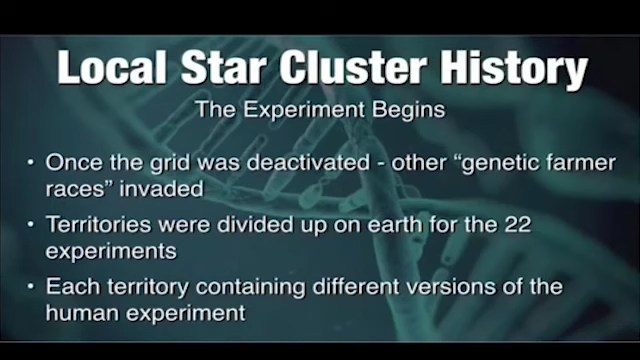 Local Star Cluster History
The Experiment Begins
• Once the grid was deactivated - other “genetic farmer
races” invaded
• Territories were divided up on earth for the 22
experiments
• Each territory containing different versions of the
human experiment